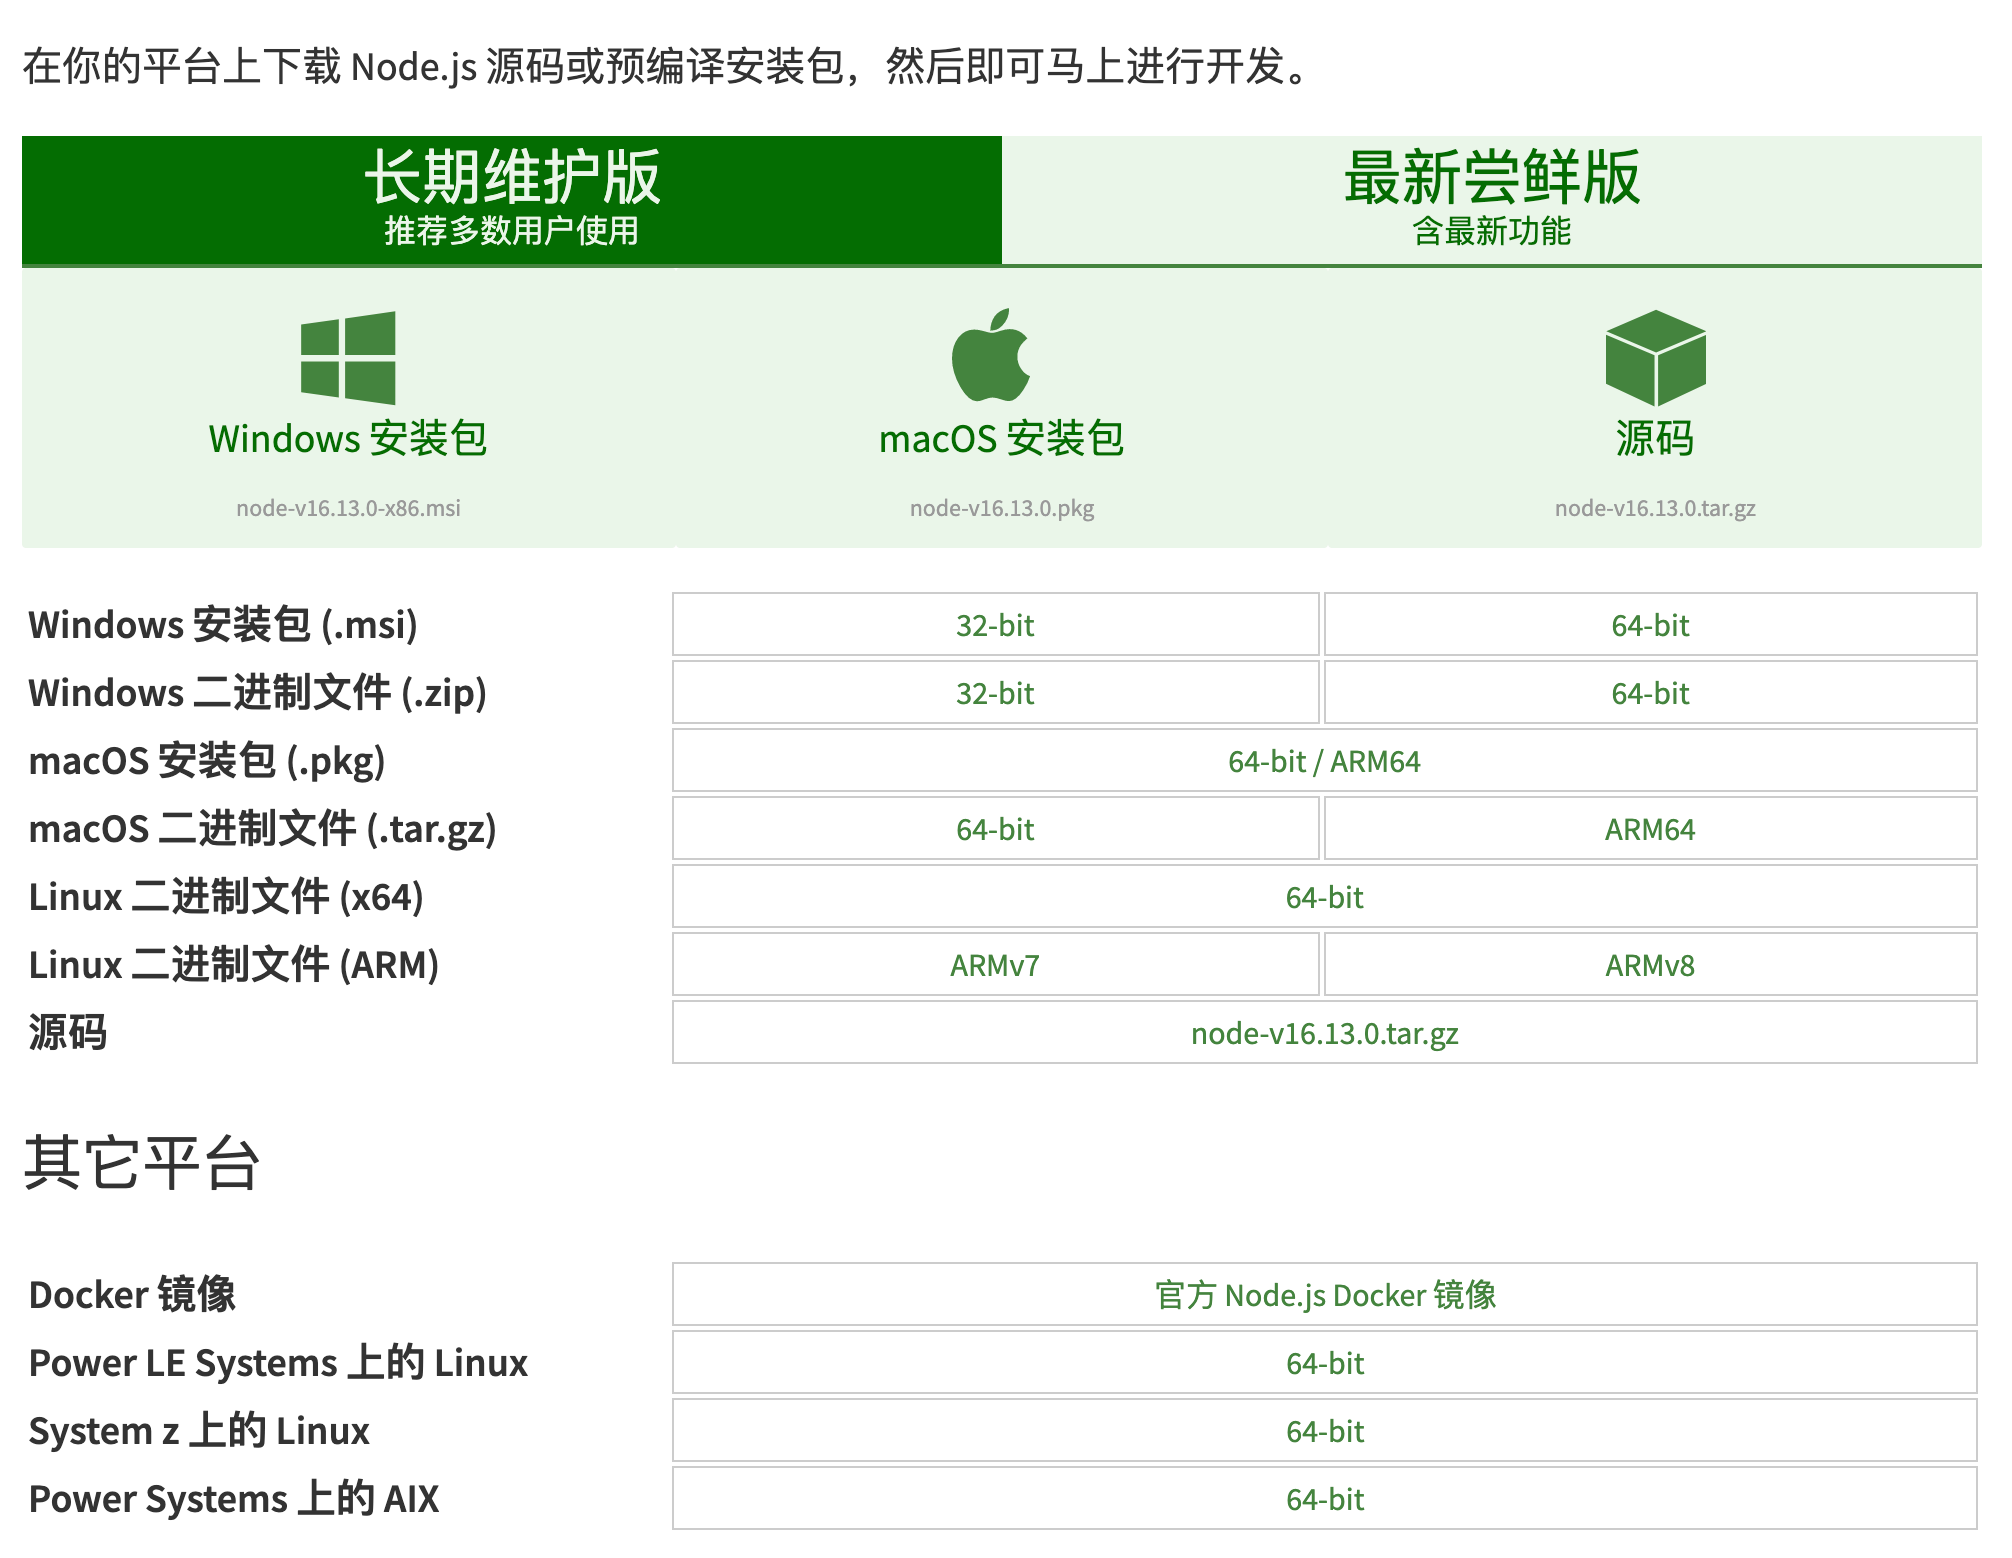 在你的平台上下载 Node.js 源码或预编译安装包，然后即可马上进行开发。
长期维护版
推荐多数用户使用
最新尝鲜版
含最新功能
Windows 安装包
node-v16.13.0-x86.msi
macOS 安装包
node-v16.13.0.pkg
源码
node-v16.13.0.tar.gz
Windows 安装包 (.msi) 32-bit 64-bit
Windows 二进制文件 (.zip) 32-bit 64-bit
macOS 安装包 (.pkg) 64-bit / ARM64
macOS 二进制文件 (.tar.gz) 64-bit ARM64
Linux 二进制文件 (x64) 64-bit
Linux 二进制文件 (ARM) ARMv7 ARMv8
源码 node-v16.13.0.tar.gz
其它平台
Docker 镜像 官方 Node.js Docker 镜像
Power LE Systems 上的 Linux 64-bit
System z 上的 Linux 64-bit
Power Systems 上的 AIX 64-bit